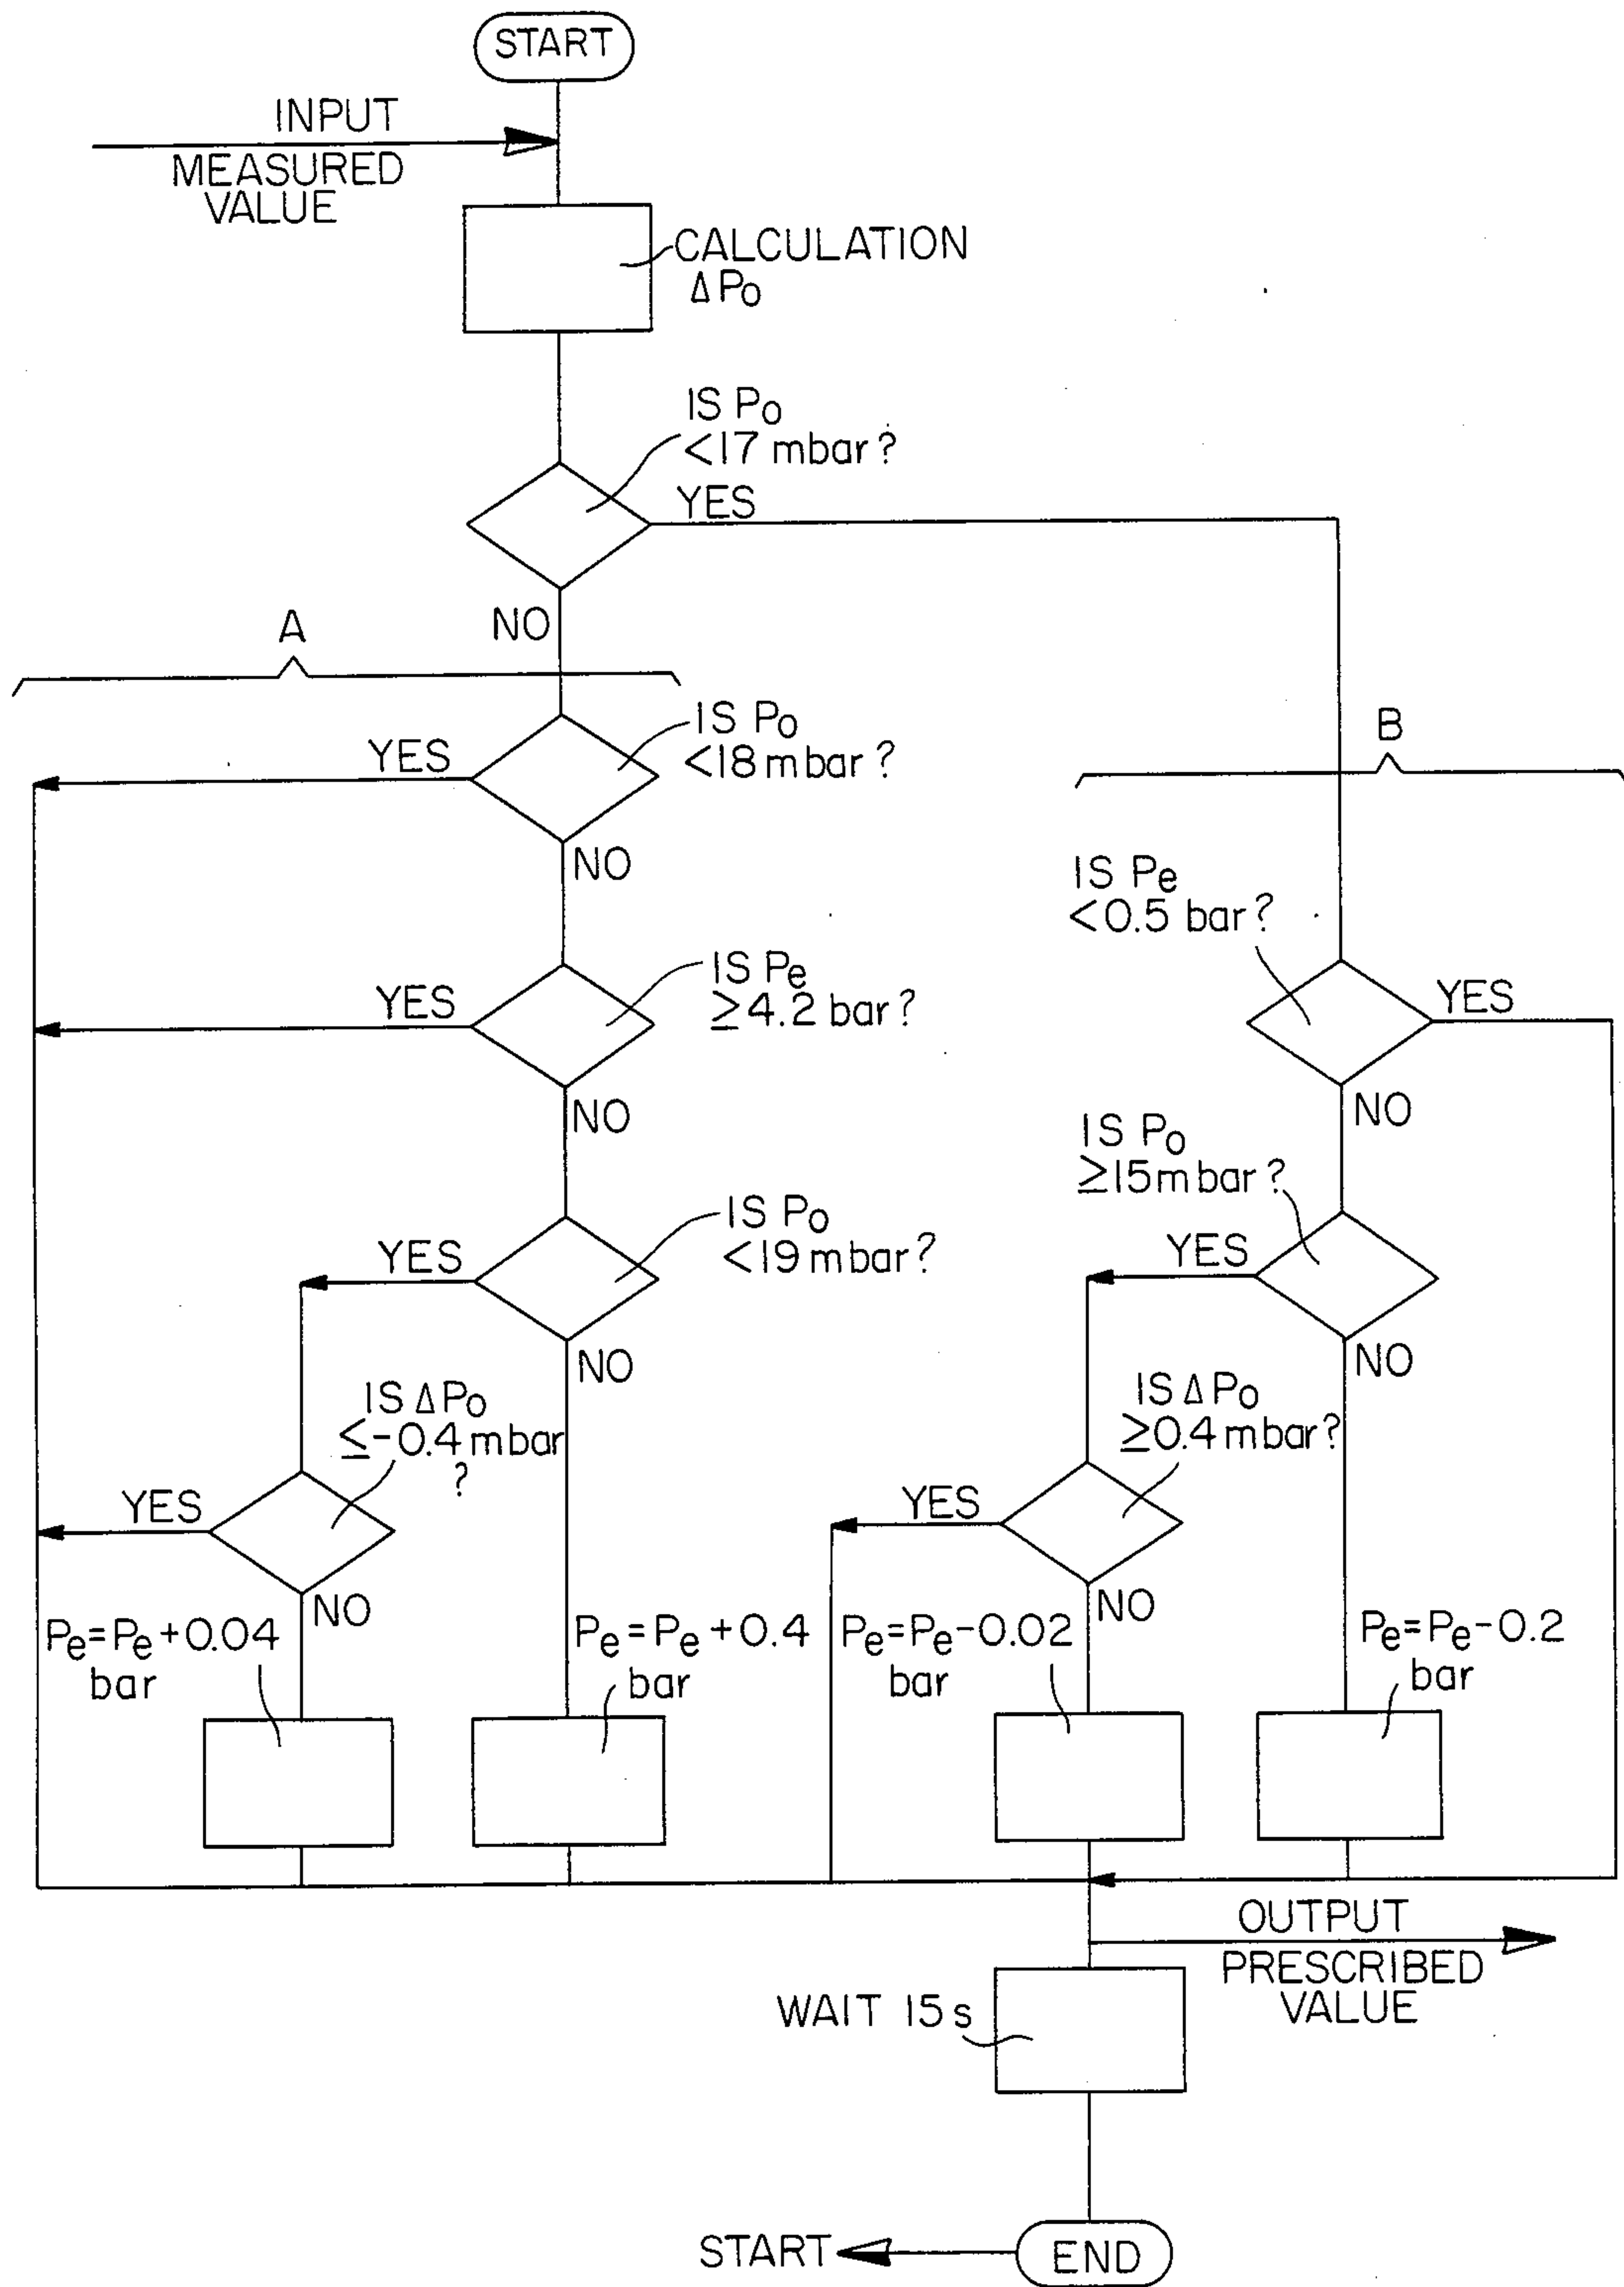 START
INPUT
MEASURED
VALUE
CALCULATION
ΔPo
IS Po
<17 mbar?
YES
NO
A
IS Po
<18 mbar?
YES
NO
B
IS Pe
<0.5 bar?
YES
NO
IS Pe
≥4.2 bar?
YES
NO
IS Po
≥15 mbar?
YES
NO
IS Po
<19 mbar?
YES
NO
IS ΔPo
≤-0.4 mbar
?
YES
NO
IS ΔPo
≥0.4 mbar?
YES
NO
Pe=Pe+0.04
bar
Pe=Pe+0.4
bar
Pe=Pe-0.02
bar
Pe=Pe-0.2
bar
OUTPUT
PRESCRIBED
VALUE
WAIT 15s
START
END